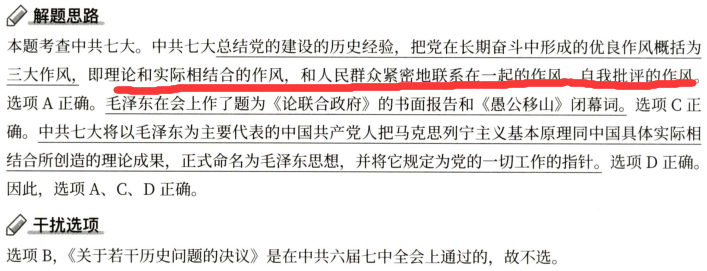 解题思路
本题考查中共七大。中共七大总结党的建设的历史经验，把党在长期奋斗中形成的优良作风概括为
三大作风，即理论和实际相结合的作风，和人民群众紧密地联系在一起的作风、自我批评的作风。
选项 A 正确。毛泽东在会上作了题为《论联合政府》的书面报告和《愚公移山》闭幕词。选项 C 正
确。中共七大将以毛泽东为主要代表的中国共产党人把马克思列宁主义基本原理同中国具体实际相
结合所创造的理论成果，正式命名为毛泽东思想，并将它规定为党的一切工作的指针。选项 D 正确。
因此，选项 A、C、D 正确。
干扰选项
选项 B，《关于若干历史问题的决议》是在中共六届七中全会上通过的，故不选。